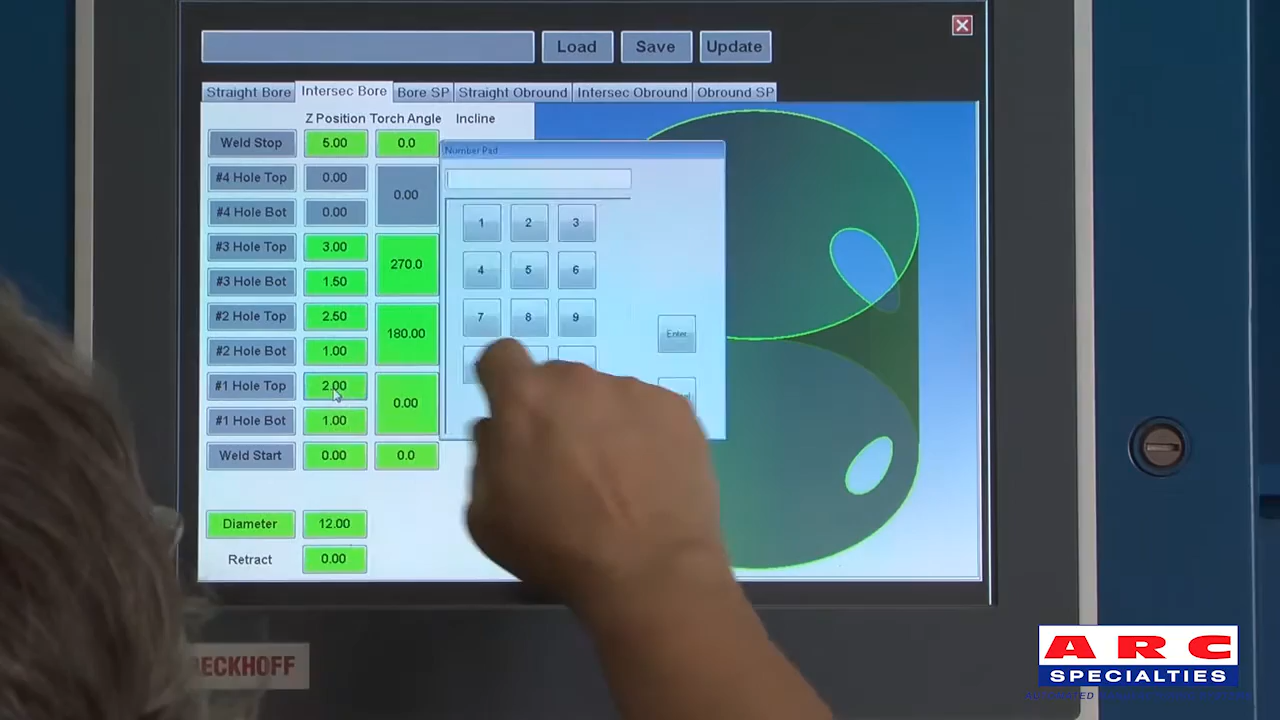 Load Save Update
Straight Bore Intersec Bore Bore SP Straight Obround Intersec Obround Obround SP
Z Position Torch Angle Incline
Weld Stop 5.00 0.0
Number Pad
#4 Hole Top 0.00
0.00
#4 Hole Bot 0.00
#3 Hole Top 3.00
270.0
#3 Hole Bot 1.50
#2 Hole Top 2.50
180.00
#2 Hole Bot 1.00
#1 Hole Top 2.00
0.00
#1 Hole Bot 1.00
Weld Start 0.00 0.0
Diameter 12.00
Retract 0.00
1 2 3
4 5 6
7 8 9
Enter
ECKHOFF
ARC
SPECIALTIES